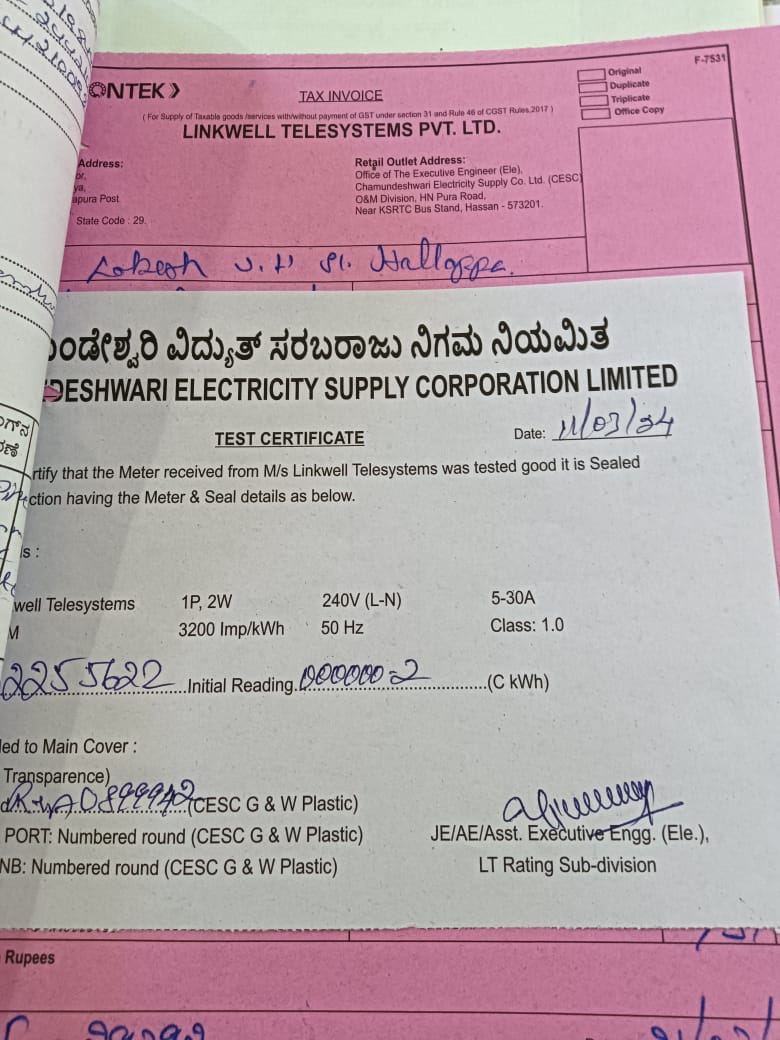 ONTEK
TAX INVOICE
Original
Duplicate
Triplicate
Office Copy
F-7531
( For Supply of Taxable goods /services with/without payment of GST under section 31 and Rule 46 of CGST Rules,2017 )
LINKWELL TELESYSTEMS PVT. LTD.
Address:
apura Post
State Code : 29.
Retail Outlet Address:
Office of The Executive Engineer (Ele),
Chamundeshwari Electricity Supply Co. Ltd. (CESC)
O&M Division, HN Pura Road,
Near KSRTC Bus Stand, Hassan - 573201.
ಂಡೇಶ್ವರಿ ವಿದ್ಯುತ್ ಸರಬರಾಜು ನಿಗಮ ನಿಯಮಿತ
DESHWARI ELECTRICITY SUPPLY CORPORATION LIMITED
TEST CERTIFICATE
Date: 11/03/24
rtify that the Meter received from M/s Linkwell Telesystems was tested good it is Sealed
ction having the Meter & Seal details as below.
ls :
well Telesystems 1P, 2W 240V (L-N) 5-30A
M 3200 Imp/kWh 50 Hz Class: 1.0
2255622 Initial Reading 000000=2 (C kWh)
led to Main Cover :
Transparence)
0899942 (CESC G & W Plastic)
PORT: Numbered round (CESC G & W Plastic)
NB: Numbered round (CESC G & W Plastic)
JE/AE/Asst. Executive Engg. (Ele.),
LT Rating Sub-division
Rupees